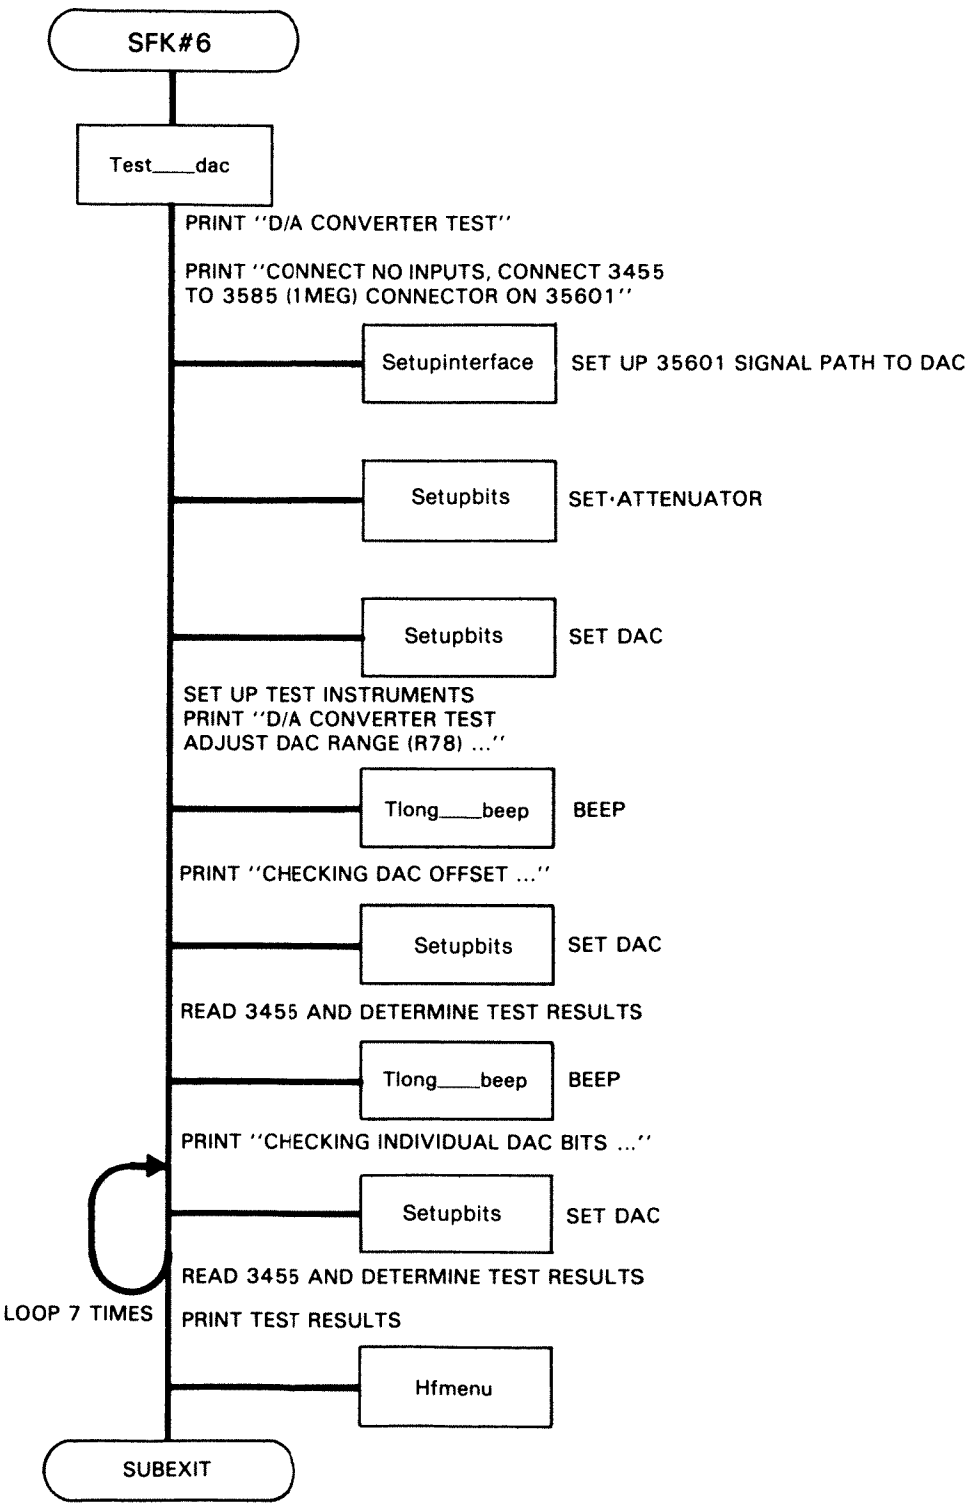 SFK#6
Test___dac
PRINT ''D/A CONVERTER TEST''
PRINT ''CONNECT NO INPUTS, CONNECT 3455
TO 3585 (1MEG) CONNECTOR ON 35601''
Setupinterface
SET UP 35601 SIGNAL PATH TO DAC
Setupbits
SET·ATTENUATOR
Setupbits
SET DAC
SET UP TEST INSTRUMENTS
PRINT ''D/A CONVERTER TEST
ADJUST DAC RANGE (R78) ...''
Tlong___beep
BEEP
PRINT ''CHECKING DAC OFFSET ...''
Setupbits
SET DAC
READ 3455 AND DETERMINE TEST RESULTS
Tlong___beep
BEEP
PRINT ''CHECKING INDIVIDUAL DAC BITS ...''
Setupbits
SET DAC
READ 3455 AND DETERMINE TEST RESULTS
LOOP 7 TIMES
PRINT TEST RESULTS
Hfmenu
SUBEXIT